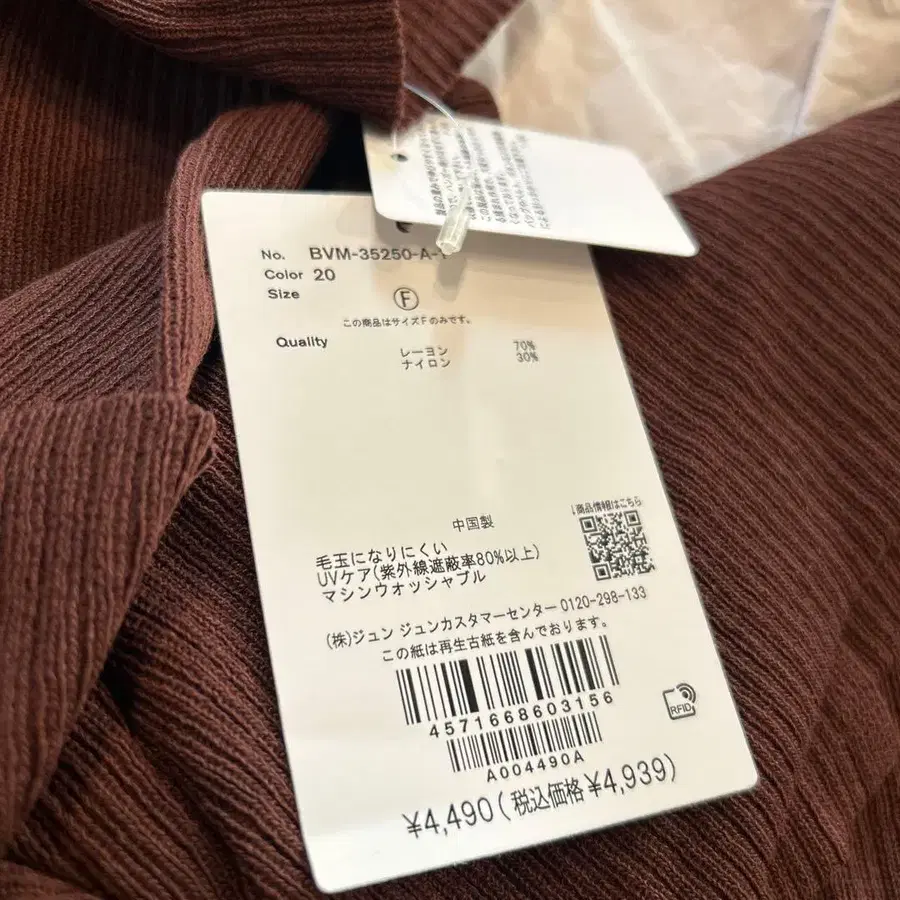 No. BVM-35250-A-
Color 20
Size
Ⓕ
この商品はサイズFのみです。
Quality
レーヨン 70%
ナイロン 30%
中国製
↓商品情報はこちら
毛玉になりにくい
UVケア(紫外線遮蔽率80%以上)
マシンウォッシャブル
(株)ジュン ジュンカスタマーセンター 0120-298-133
この紙は再生古紙を含んでおります。
4571668603156
RFID
A004490A
¥4,490(税込価格¥4,939)